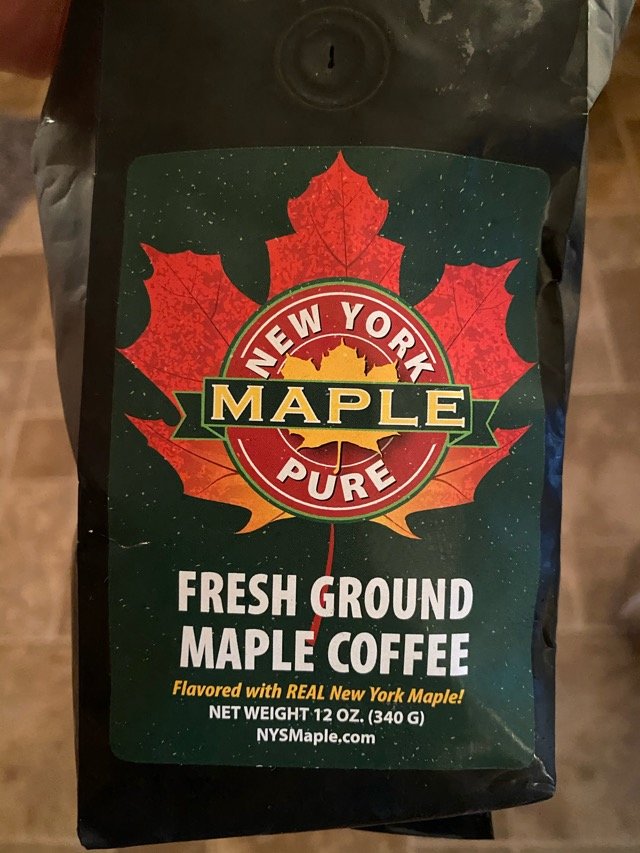 NEW YORK
MAPLE
PURE
FRESH GROUND
MAPLE COFFEE
Flavored with REAL New York Maple!
NET WEIGHT 12 OZ. (340 G)
NYSMaple.com